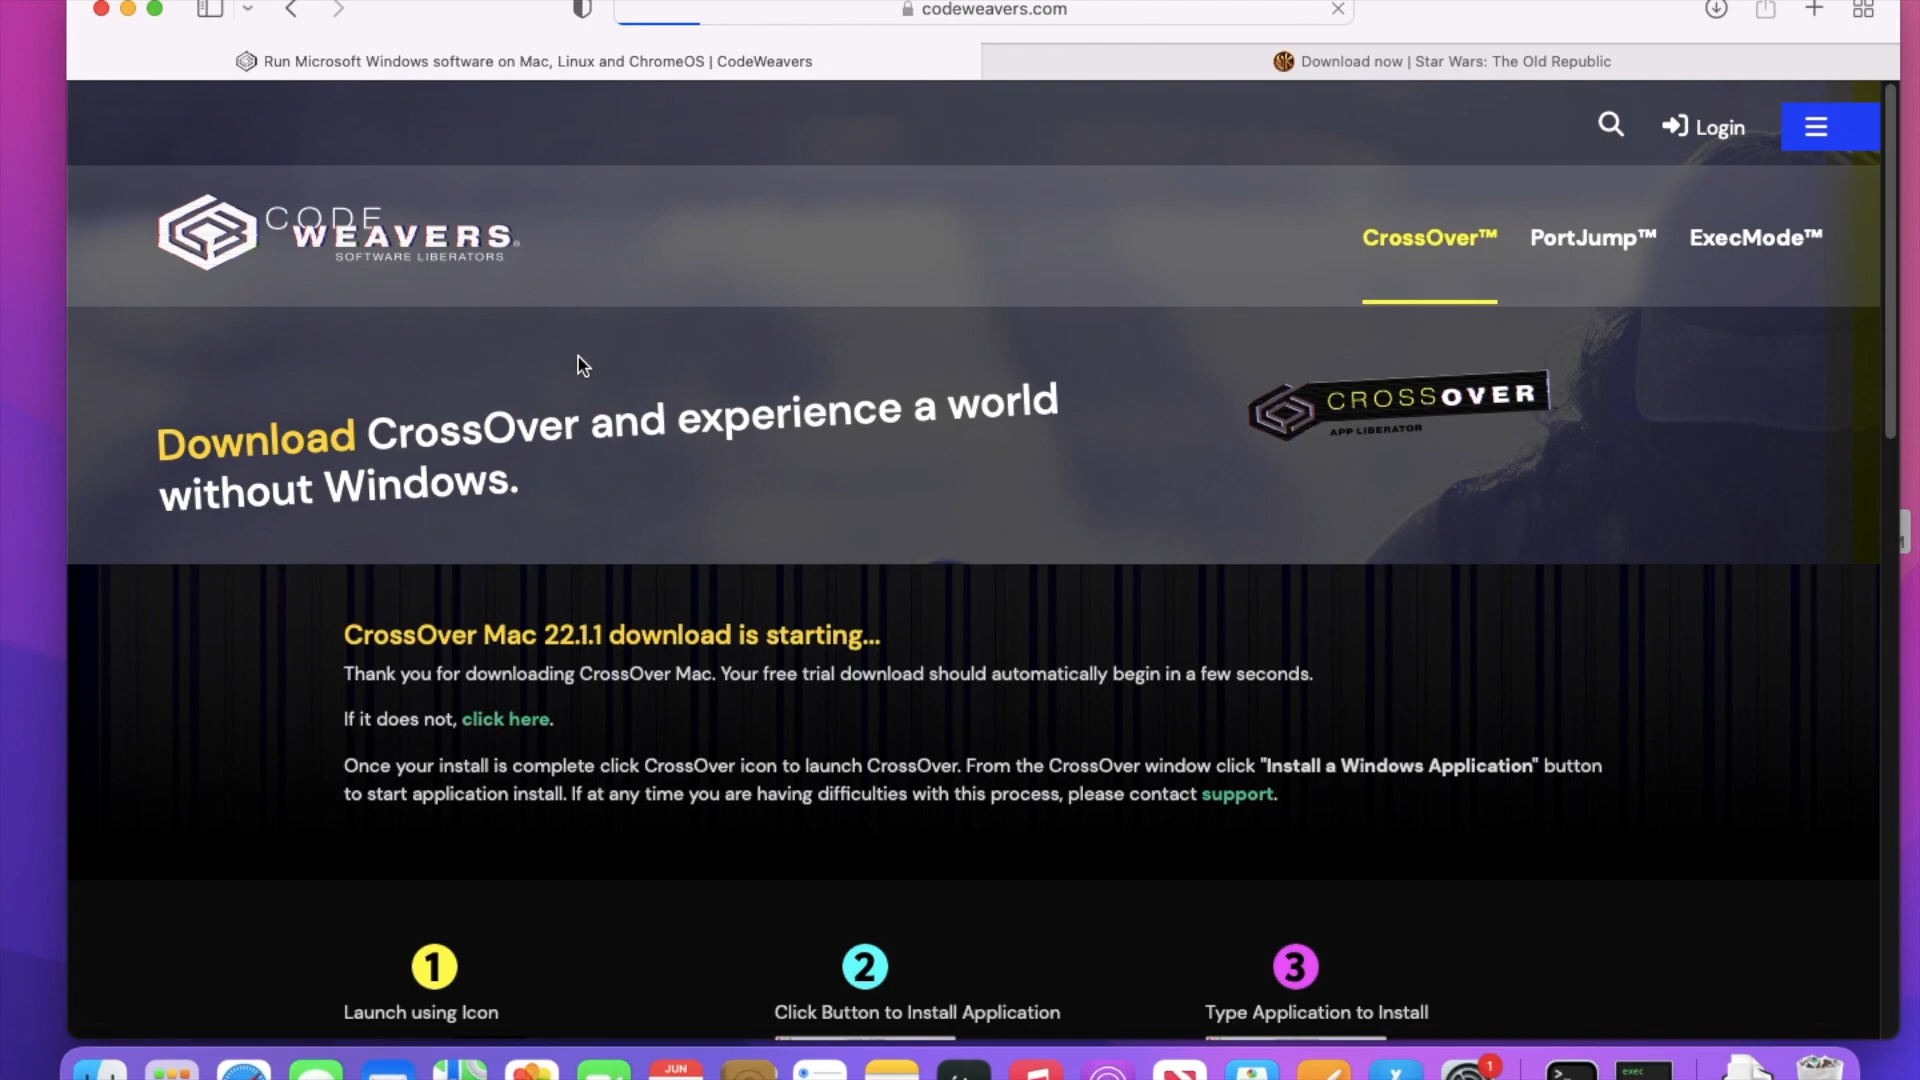 codeweavers.com
Run Microsoft Windows software on Mac, Linux and ChromeOS | CodeWeavers
Download now | Star Wars: The Old Republic
Login
CODE
WEAVERS
SOFTWARE LIBERATORS
CrossOver™
PortJump™
ExecMode™
Download CrossOver and experience a world
without Windows.
CROSSOVER
APP LIBERATOR
CrossOver Mac 22.1.1 download is starting...
Thank you for downloading CrossOver Mac. Your free trial download should automatically begin in a few seconds.
If it does not, click here.
Once your install is complete click CrossOver icon to launch CrossOver. From the CrossOver window click "Install a Windows Application" button
to start application install. If at any time you are having difficulties with this process, please contact support.
1
2
3
Launch using Icon
Click Button to Install Application
Type Application to Install
JUN
1
exec